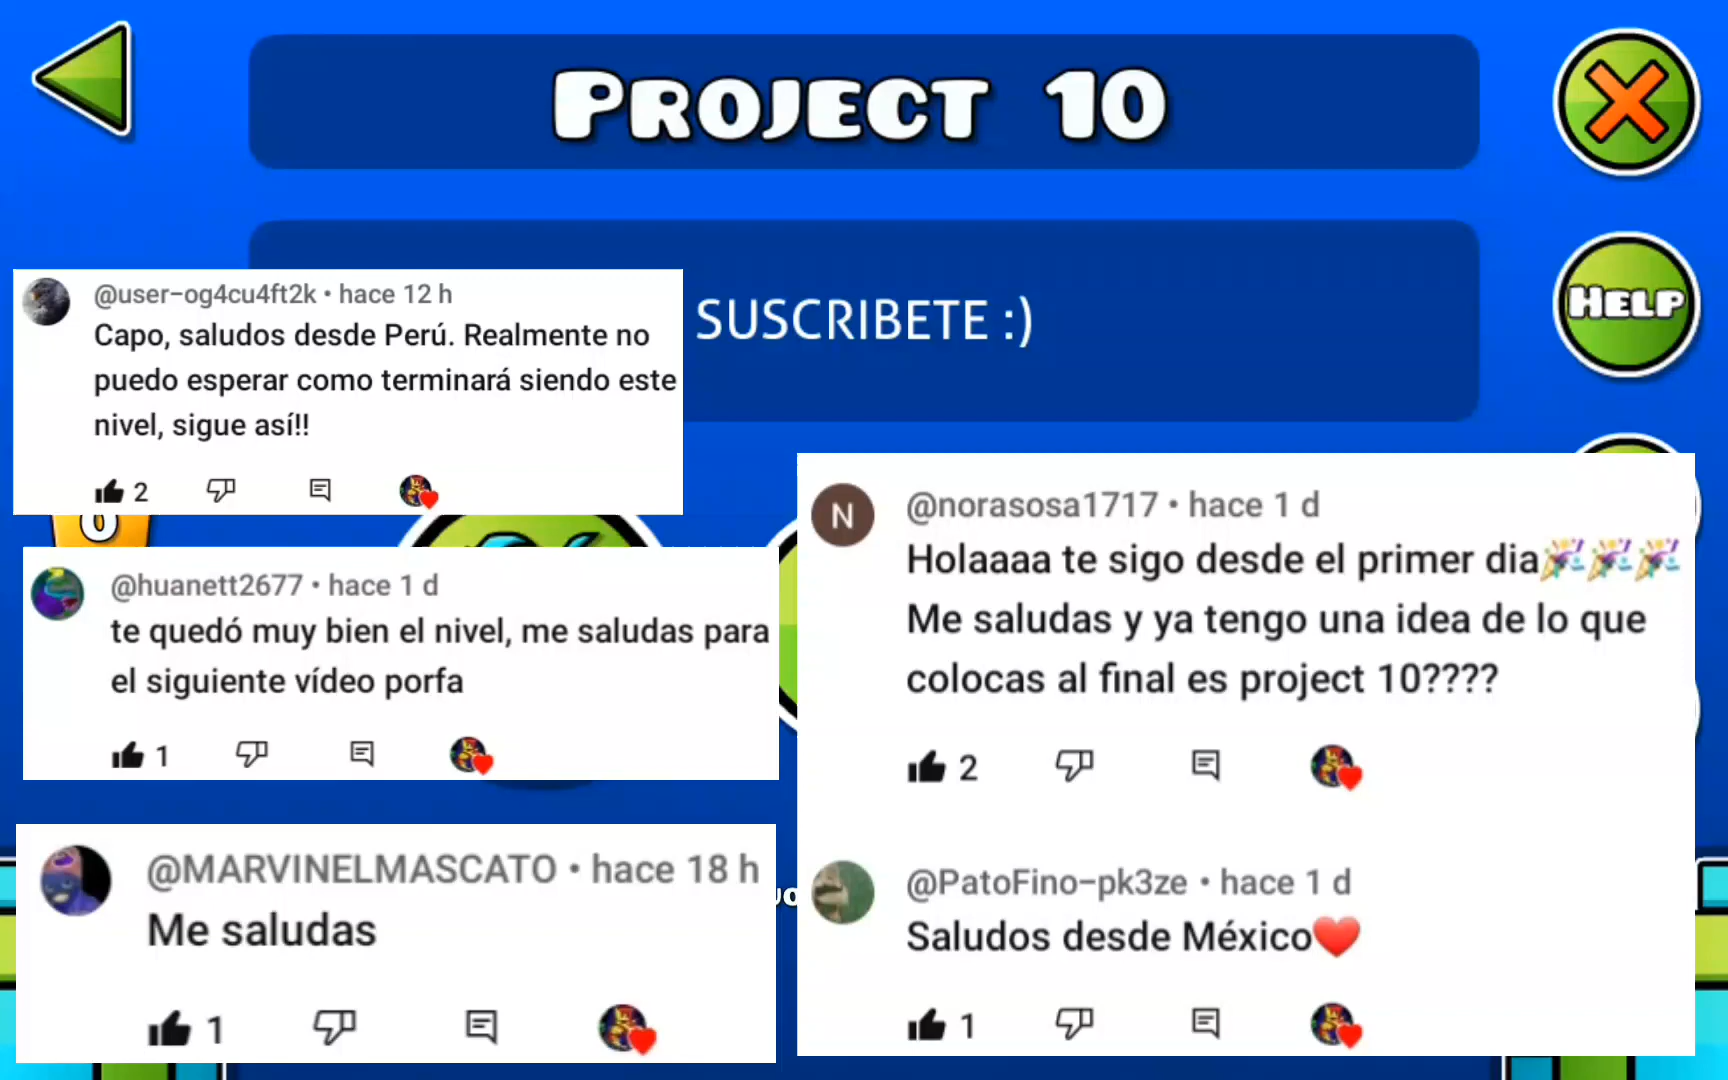 PROJECT 10
SUSCRIBETE :)
HELP
@user-og4cu4ft2k • hace 12 h
Capo, saludos desde Perú. Realmente no
puedo esperar como terminará siendo este
nivel, sigue así!!
2
0
@huanett2677 • hace 1 d
te quedó muy bien el nivel, me saludas para
el siguiente vídeo porfa
1
@MARVINELMASCATO • hace 18 h
Me saludas
1
N
@norasosa1717 • hace 1 d
Holaaaa te sigo desde el primer dia🎉🎉🎉
Me saludas y ya tengo una idea de lo que
colocas al final es project 10????
2
@PatoFino-pk3ze • hace 1 d
Saludos desde México❤️
1